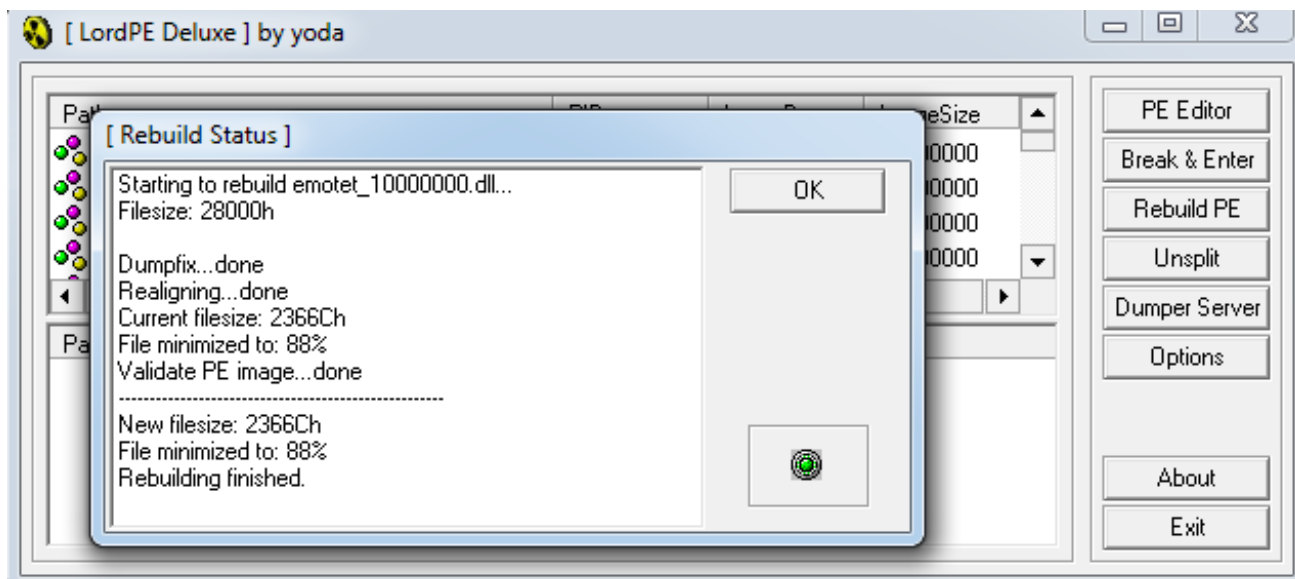 [ LordPE Deluxe ] by yoda
[ Rebuild Status ]
Starting to rebuild emotet_10000000.dll...
Filesize: 28000h
Dumpfix...done
Realigning...done
Current filesize: 2366Ch
File minimized to: 88%
Validate PE image...done
------------------------------------------------------
New filesize: 2366Ch
File minimized to: 88%
Rebuilding finished.
OK
PE Editor
Break & Enter
Rebuild PE
Unsplit
Dumper Server
Options
About
Exit